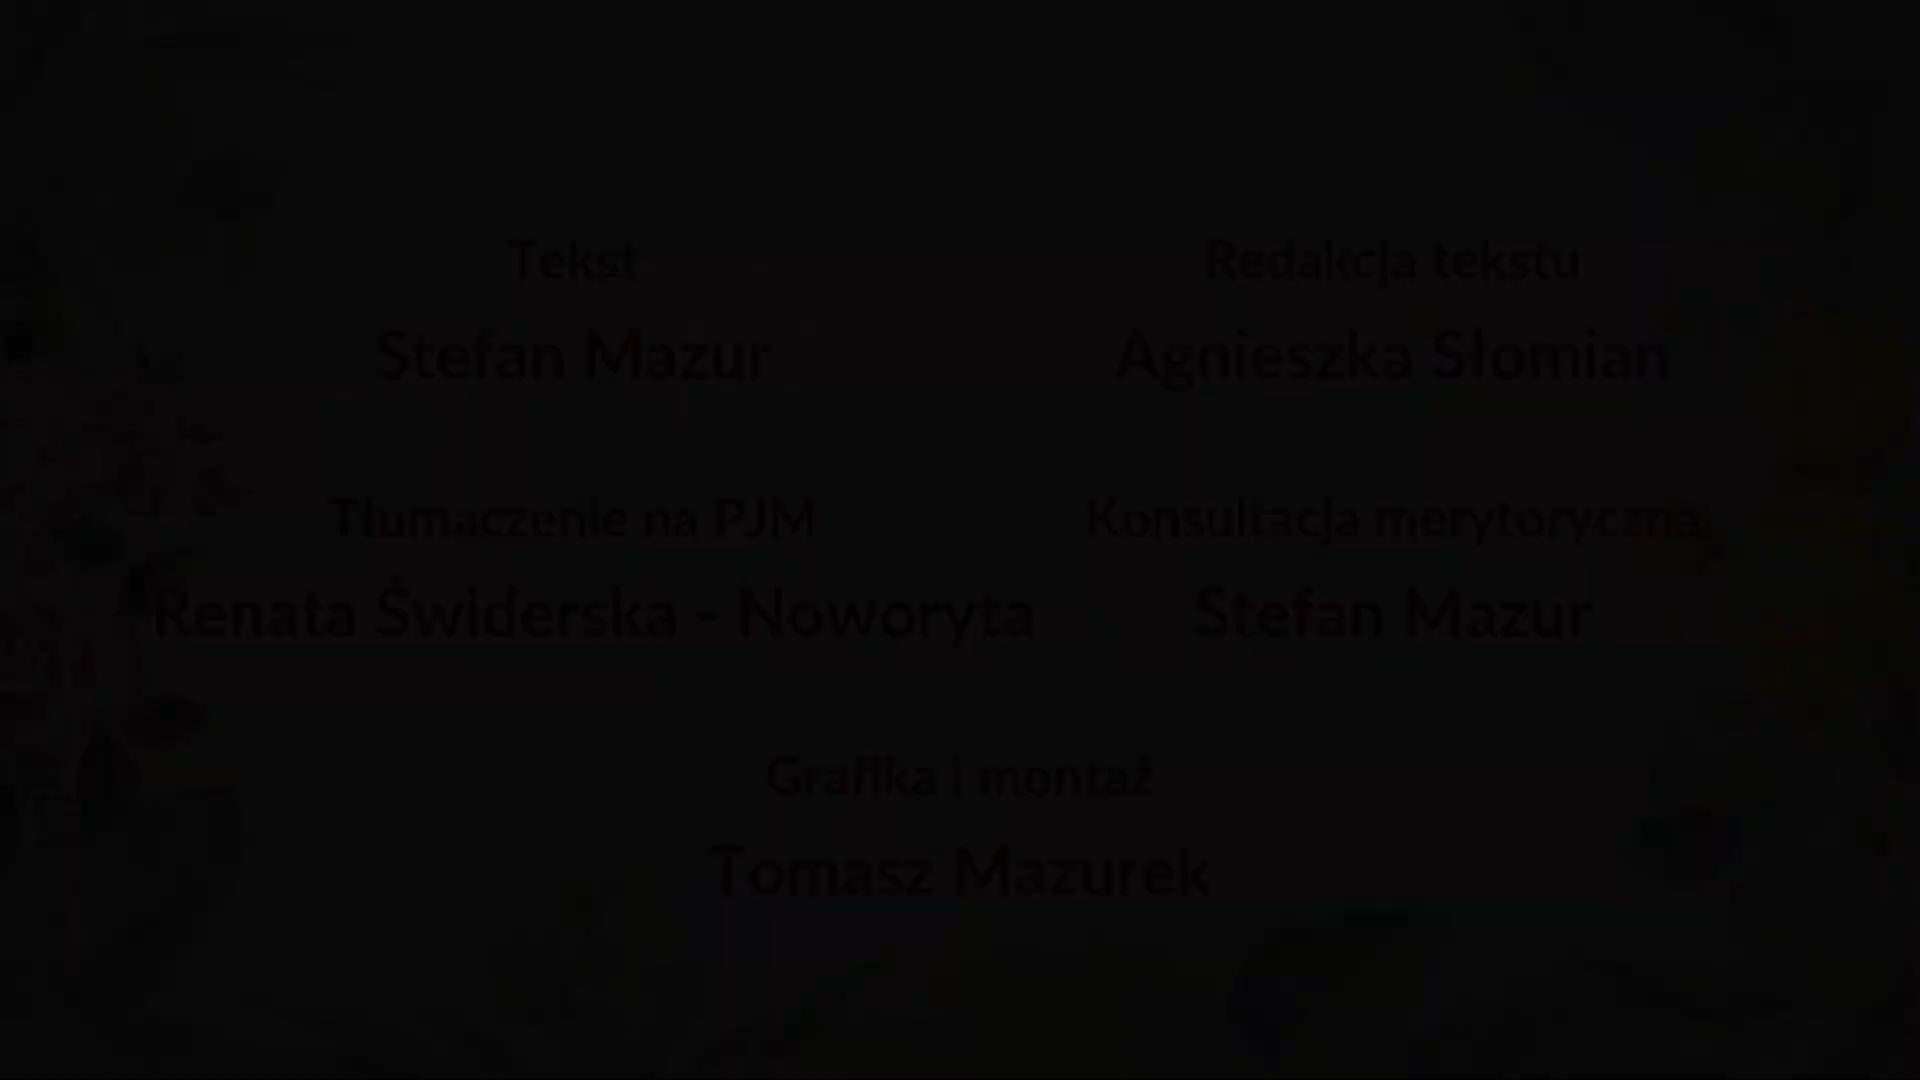 Tekst
Stefan Mazur
Redakcja tekstu
Agnieszka Słomian
Tłumaczenie na PJM
Renata Świderska - Noworyta
Konsultacja merytoryczna
Stefan Mazur
Grafika i montaż
Tomasz Mazurek